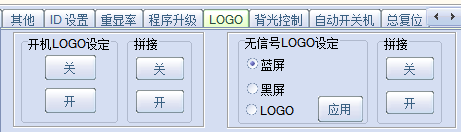 其他 ID 设置 重显率 程序升级 LOGO 背光控制 自动开关机 总复位
开机LOGO设定 拼接 无信号LOGO设定 拼接
关 关 蓝屏 关
开 开 黑屏 开
LOGO 应用